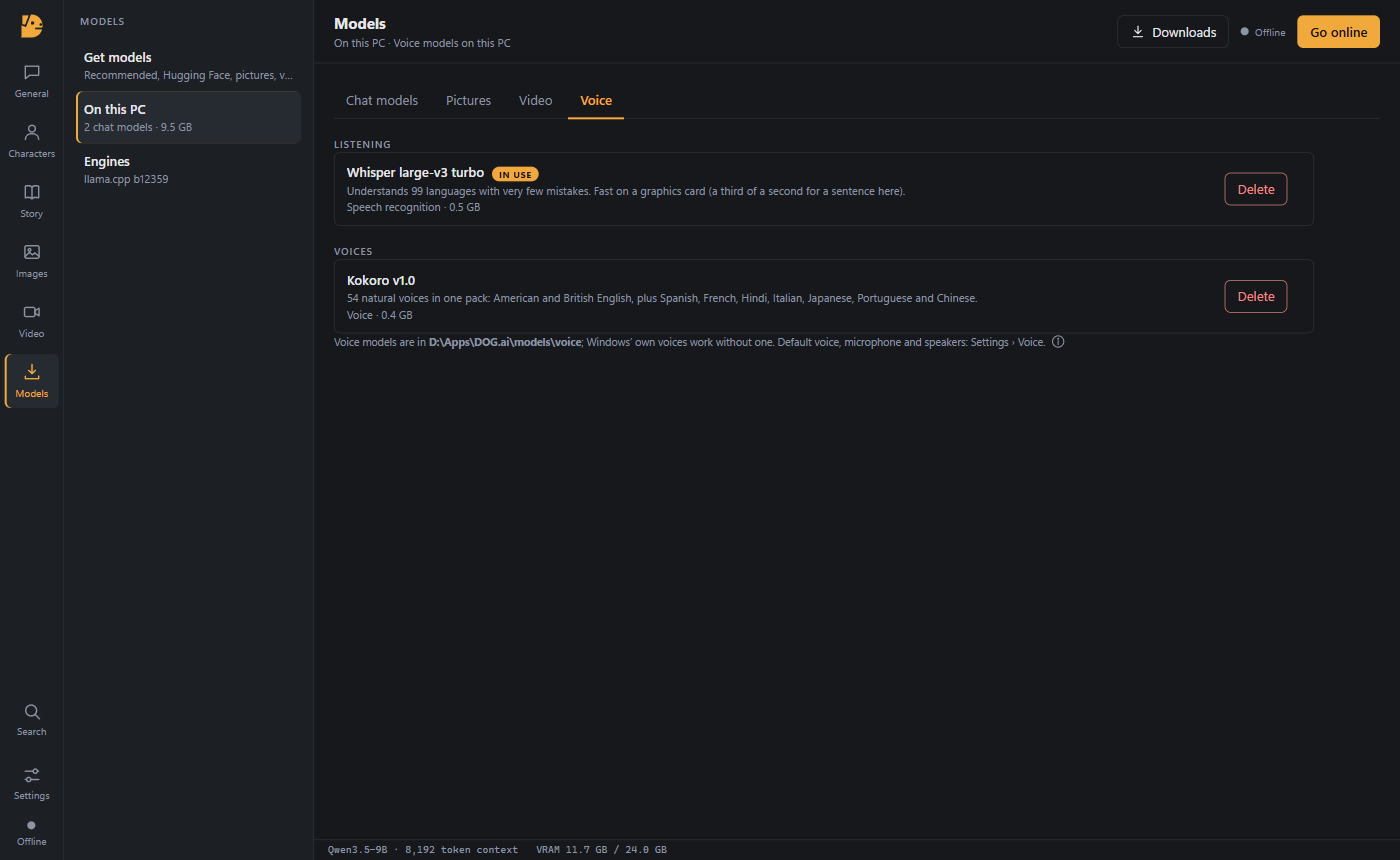 MODELS
General
Characters
Story
Images
Video
Models
Search
Settings
Offline
Get models
Recommended, Hugging Face, pictures, v...
On this PC
2 chat models · 9.5 GB
Engines
llama.cpp b12359
Models
On this PC · Voice models on this PC
Downloads
Offline
Go online
Chat models
Pictures
Video
Voice
LISTENING
Whisper large-v3 turbo IN USE
Understands 99 languages with very few mistakes. Fast on a graphics card (a third of a second for a sentence here).
Speech recognition · 0.5 GB
Delete
VOICES
Kokoro v1.0
54 natural voices in one pack: American and British English, plus Spanish, French, Hindi, Italian, Japanese, Portuguese and Chinese.
Voice · 0.4 GB
Delete
Voice models are in D:\Apps\DOG.ai\models\voice; Windows’ own voices work without one. Default voice, microphone and speakers: Settings › Voice.
Qwen3.5-9B · 8,192 token context VRAM 11.7 GB / 24.0 GB